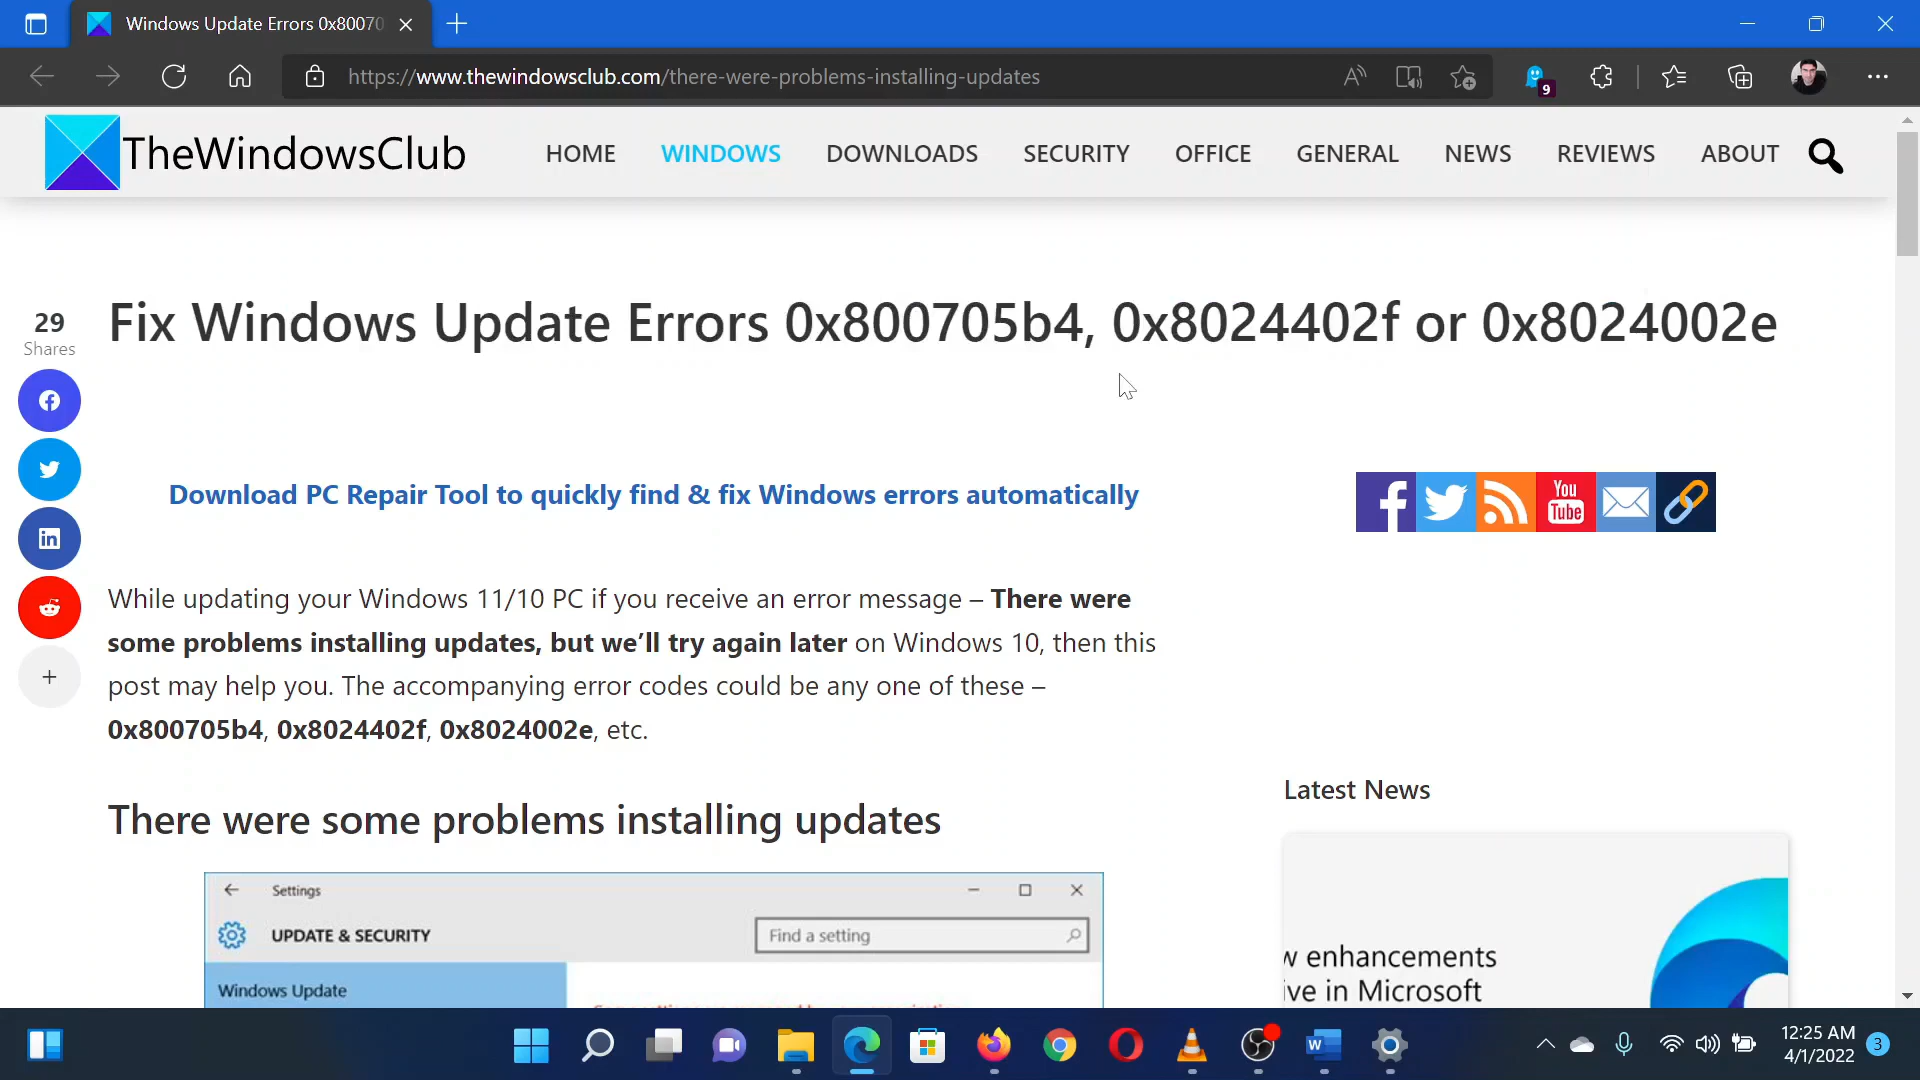 Windows Update Errors 0x80070
https://www.thewindowsclub.com/there-were-problems-installing-updates
9
TheWindowsClub
HOME
WINDOWS
DOWNLOADS
SECURITY
OFFICE
GENERAL
NEWS
REVIEWS
ABOUT
Fix Windows Update Errors 0x800705b4, 0x8024402f or 0x8024002e
29
Shares
Download PC Repair Tool to quickly find & fix Windows errors automatically
You
Tube
While updating your Windows 11/10 PC if you receive an error message – There were
some problems installing updates, but we’ll try again later on Windows 10, then this
post may help you. The accompanying error codes could be any one of these –
0x800705b4, 0x8024402f, 0x8024002e, etc.
There were some problems installing updates
Settings
UPDATE & SECURITY
Find a setting
Windows Update
Latest News
enhancements
in Microsoft
12:25 AM
4/1/2022
3